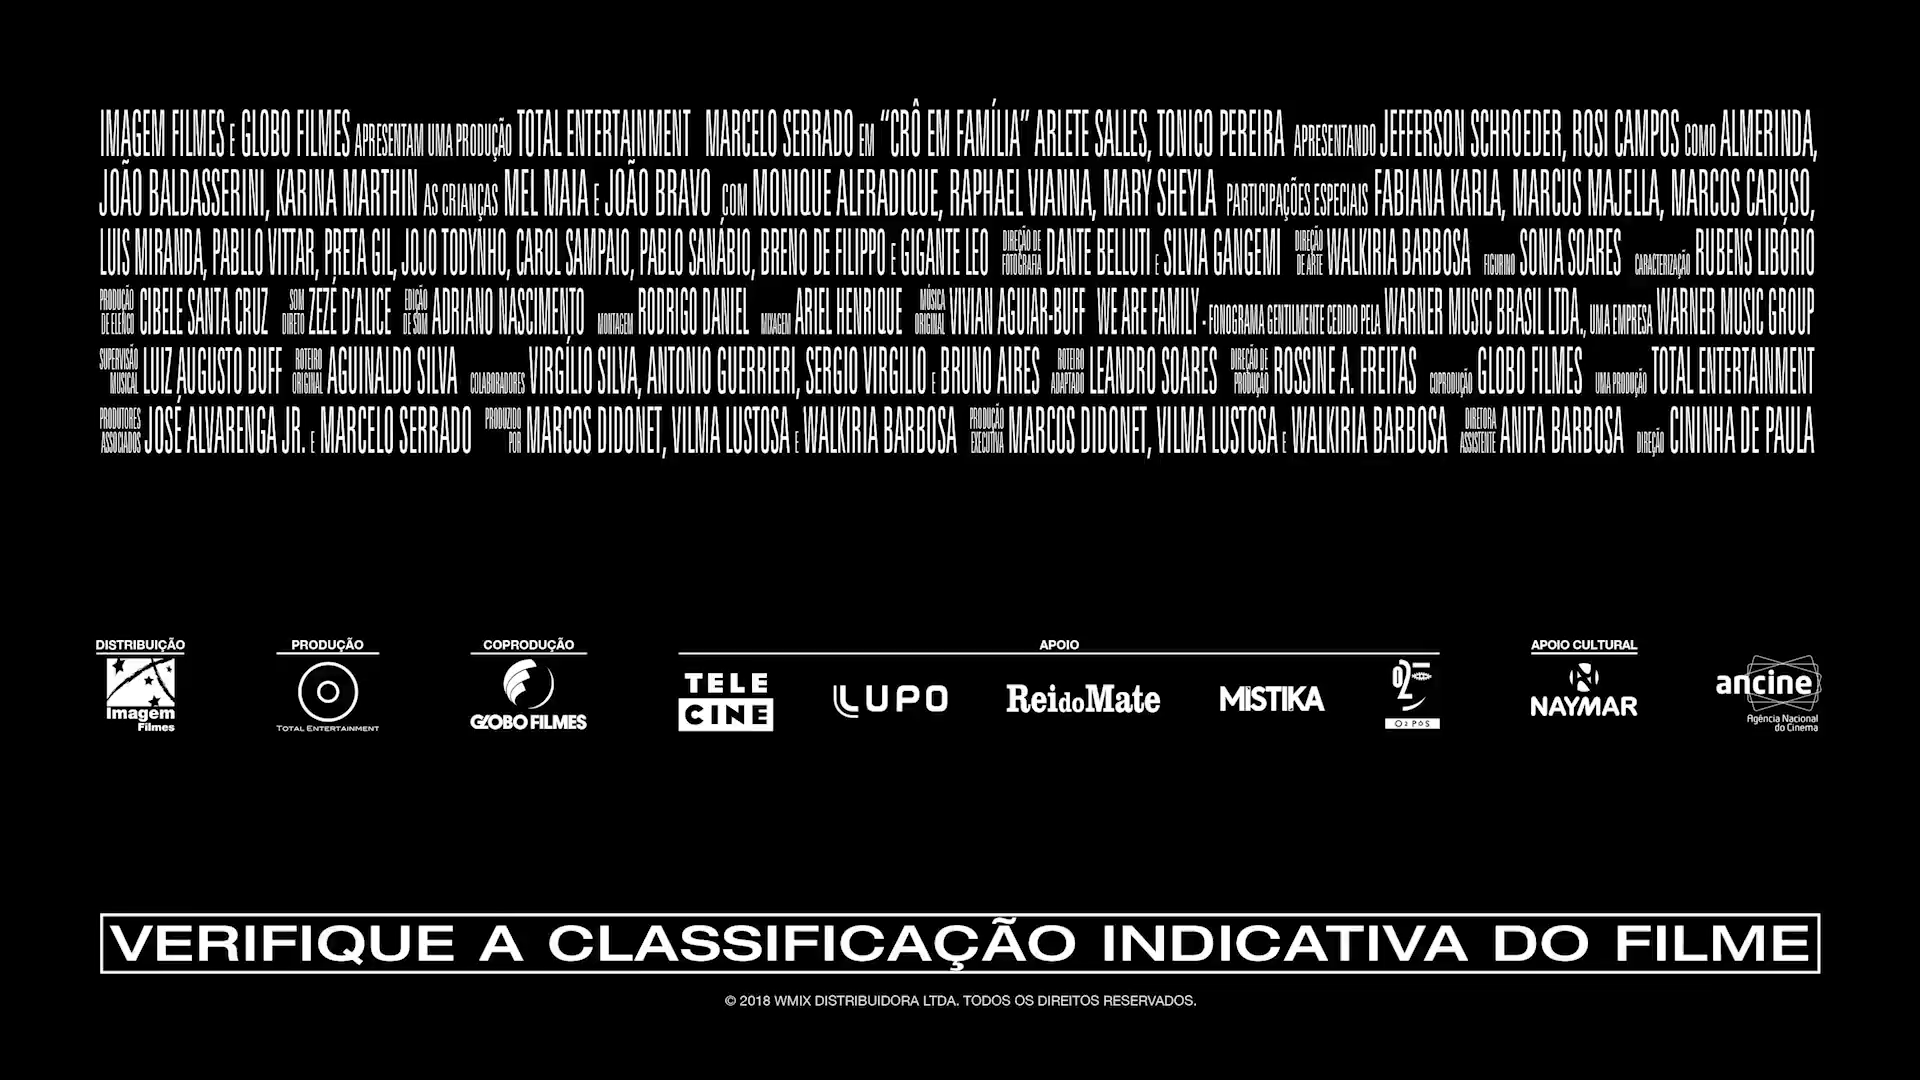 IMAGEM FILMES E GLOBO FILMES APRESENTAM UMA PRODUÇÃO TOTAL ENTERTAINMENT MARCELO SERRADO EM “CRÔ EM FAMÍLIA” ARLETE SALLES, TONICO PEREIRA APRESENTANDO JEFFERSON SCHROEDER, ROSI CAMPOS COMO ALMERINDA,
JOÃO BALDASSERINI, KARINA MARTHIN AS CRIANÇAS MEL MAIA E JOÃO BRAVO COM MONIQUE ALFRADIQUE, RAPHAEL VIANNA, MARY SHEYLA PARTICIPAÇÕES ESPECIAIS FABIANA KARLA, MARCUS MAJELLA, MARCOS CARUSO,
LUIS MIRANDA, PABLLO VITTAR, PRETA GIL, JOJO TODYNHO, CAROL SAMPAIO, PABLO SANÁBIO, BRENO DE FILIPPO E GIGANTE LEO DIREÇÃO DE FOTOGRAFIA DANTE BELLUTI E SILVIA GANGEMI DIREÇÃO DE ARTE WALKIRIA BARBOSA FIGURINO SONIA SOARES CARACTERIZAÇÃO RUBENS LIBÓRIO
PRODUÇÃO DE ELENCO CIBELE SANTA CRUZ SOM DIRETO ZEZÉ D’ALICE EDIÇÃO DE SOM ADRIANO NASCIMENTO MONTAGEM RODRIGO DANIEL MIXAGEM ARIEL HENRIQUE MÚSICA ORIGINAL VIVIAN AGUIAR-BUFF WE ARE FAMILY - FONOGRAMA GENTILMENTE CEDIDO PELA WARNER MUSIC BRASIL LTDA., UMA EMPRESA WARNER MUSIC GROUP
SUPERVISÃO MUSICAL LUIZ AUGUSTO BUFF ROTEIRO ORIGINAL AGUINALDO SILVA COLABORADORES VIRGÍLIO SILVA, ANTONIO GUERRIERI, SERGIO VIRGILIO E BRUNO AIRES ROTEIRO ADAPTADO LEANDRO SOARES DIREÇÃO DE PRODUÇÃO ROSSINE A. FREITAS COPRODUÇÃO GLOBO FILMES UMA PRODUÇÃO TOTAL ENTERTAINMENT
PRODUTORES ASSOCIADOS JOSÉ ALVARENGA JR. E MARCELO SERRADO PRODUZIDO POR MARCOS DIDONET, VILMA LUSTOSA E WALKIRIA BARBOSA PRODUÇÃO EXECUTIVA MARCOS DIDONET, VILMA LUSTOSA E WALKIRIA BARBOSA DIRETORA ASSISTENTE ANITA BARBOSA DIREÇÃO CININHA DE PAULA
DISTRIBUIÇÃO
Imagem
Filmes
PRODUÇÃO
TOTAL ENTERTAINMENT
COPRODUÇÃO
GLOBO FILMES
APOIO
TELE
CINE
LUPO
ReidoMate
MISTIKA
O2 PÓS
APOIO CULTURAL
NAYMAR
ancine
Agência Nacional
do Cinema
VERIFIQUE A CLASSIFICAÇÃO INDICATIVA DO FILME
© 2018 WMIX DISTRIBUIDORA LTDA. TODOS OS DIREITOS RESERVADOS.